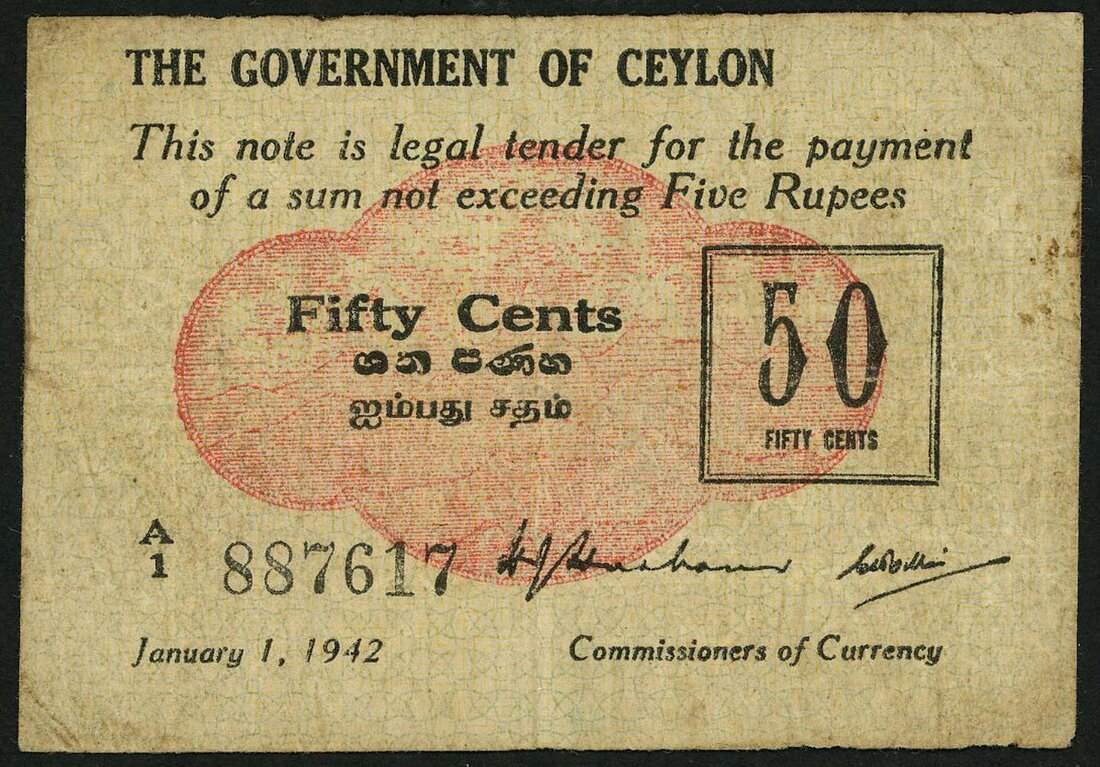 THE GOVERNMENT OF CEYLON
This note is legal tender for the payment
of a sum not exceeding Five Rupees
Fifty Cents
ශත පණහ
ஐம்பது சதம்
50
FIFTY CENTS
A
1
887617
January 1, 1942
Commissioners of Currency